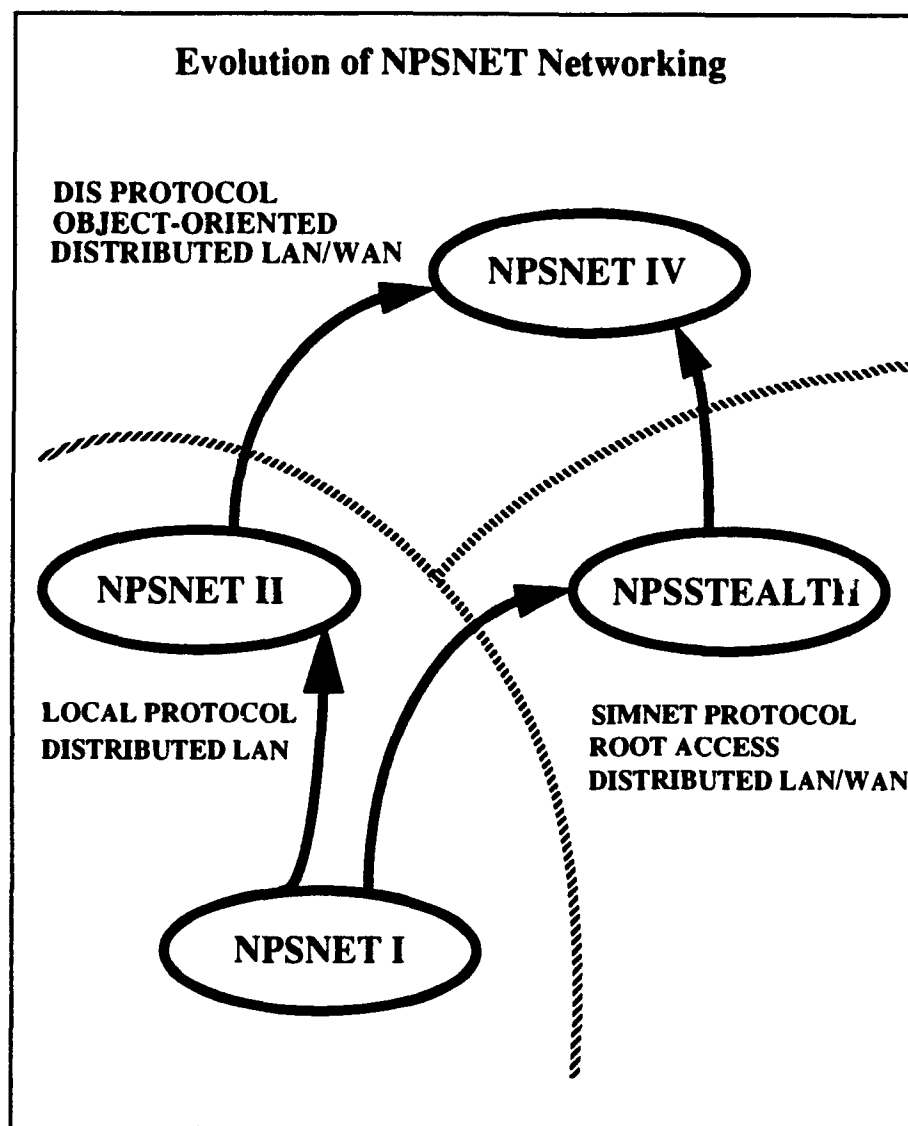 Evolution of NPSNET Networking
DIS PROTOCOL
OBJECT-ORIENTED
DISTRIBUTED LAN/WAN
NPSNET IV
NPSNET II
NPSSTEALTH
LOCAL PROTOCOL
DISTRIBUTED LAN
SIMNET PROTOCOL
ROOT ACCESS
DISTRIBUTED LAN/WAN
NPSNET I